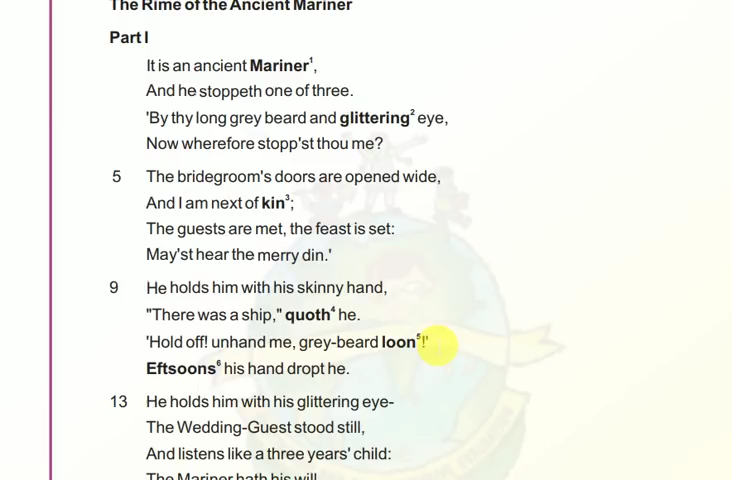 The Rime of the Ancient Mariner
Part I
It is an ancient Mariner¹,
And he stoppeth one of three.
'By thy long grey beard and glittering² eye,
Now wherefore stopp'st thou me?
5 The bridegroom's doors are opened wide,
And I am next of kin³;
The guests are met, the feast is set:
May'st hear the merry din.'
9 He holds him with his skinny hand,
"There was a ship," quoth⁴ he.
'Hold off! unhand me, grey-beard loon⁵!'
Eftsoons⁶ his hand dropt he.
13 He holds him with his glittering eye-
The Wedding-Guest stood still,
And listens like a three years' child:
The Mariner hath his will